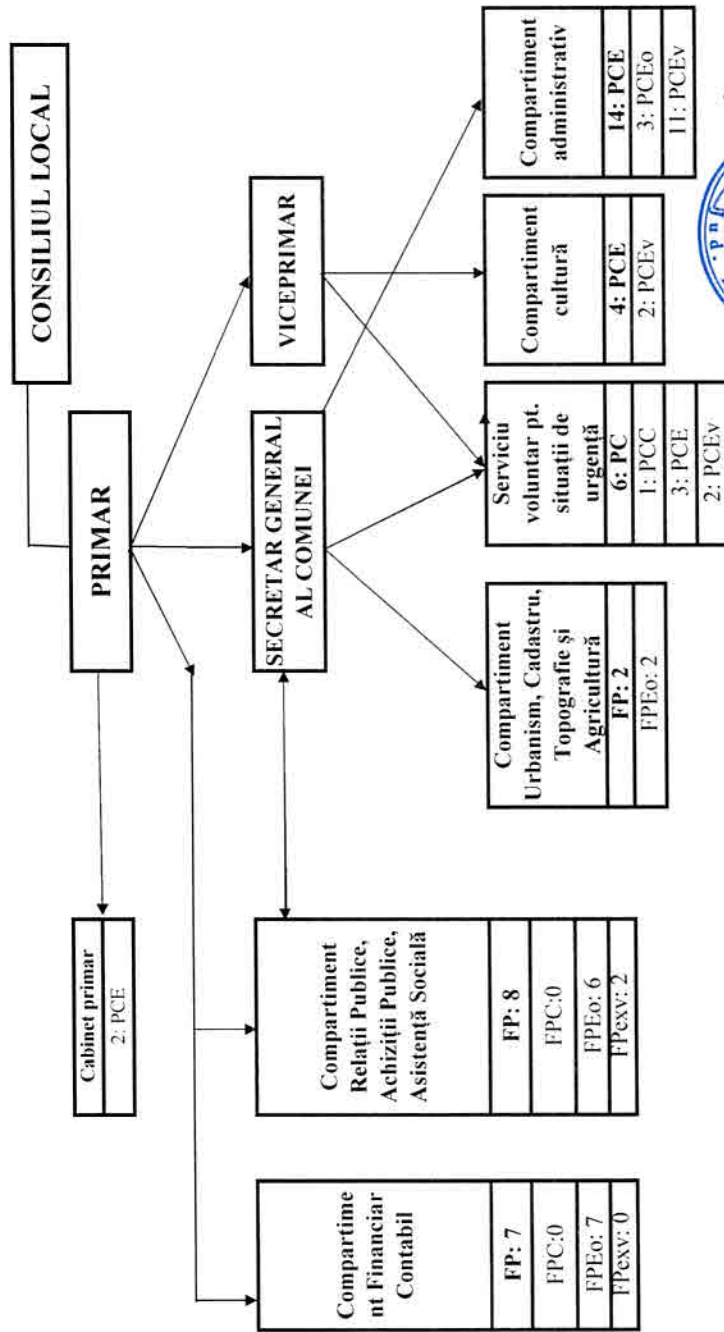 CONSILIUL LOCAL
PRIMAR
Cabinet primar
2: PCE
SECRETAR GENERAL
AL COMUNEI
VICEPRIMAR
Compartime
nt Financiar
Contabil
FP: 7
FPC:0
FPEo: 7
FPexv: 0
Compartiment
Relații Publice,
Achiziții Publice,
Asistență Socială
FP: 8
FPC:0
FPEo: 6
FPexv: 2
Compartiment
Urbanism, Cadastru,
Topografie și
Agricultură
FP: 2
FPEo: 2
Serviciu
voluntar pt.
situații de
urgență
6: PC
1: PCC
3: PCE
2: PCEv
Compartiment
cultură
4: PCE
2: PCEv
Compartiment
administrativ
14: PCE
3: PCEo
11: PCEv